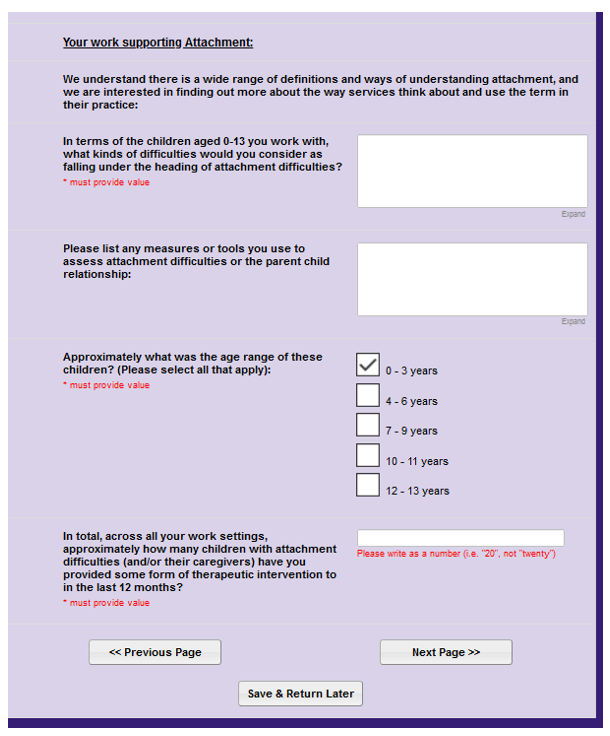 Your work supporting Attachment:
We understand there is a wide range of definitions and ways of understanding attachment, and
we are interested in finding out more about the way services think about and use the term in
their practice:
In terms of the children aged 0-13 you work with,
what kinds of difficulties would you consider as
falling under the heading of attachment difficulties?
* must provide value
Expand
Please list any measures or tools you use to
assess attachment difficulties or the parent child
relationship:
Expand
Approximately what was the age range of these
children? (Please select all that apply):
* must provide value
0 - 3 years
4 - 6 years
7 - 9 years
10 - 11 years
12 - 13 years
In total, across all your work settings,
approximately how many children with attachment
difficulties (and/or their caregivers) have you
provided some form of therapeutic intervention to
in the last 12 months?
* must provide value
Please write as a number (i.e. "20", not "twenty")
<< Previous Page
Next Page >>
Save & Return Later